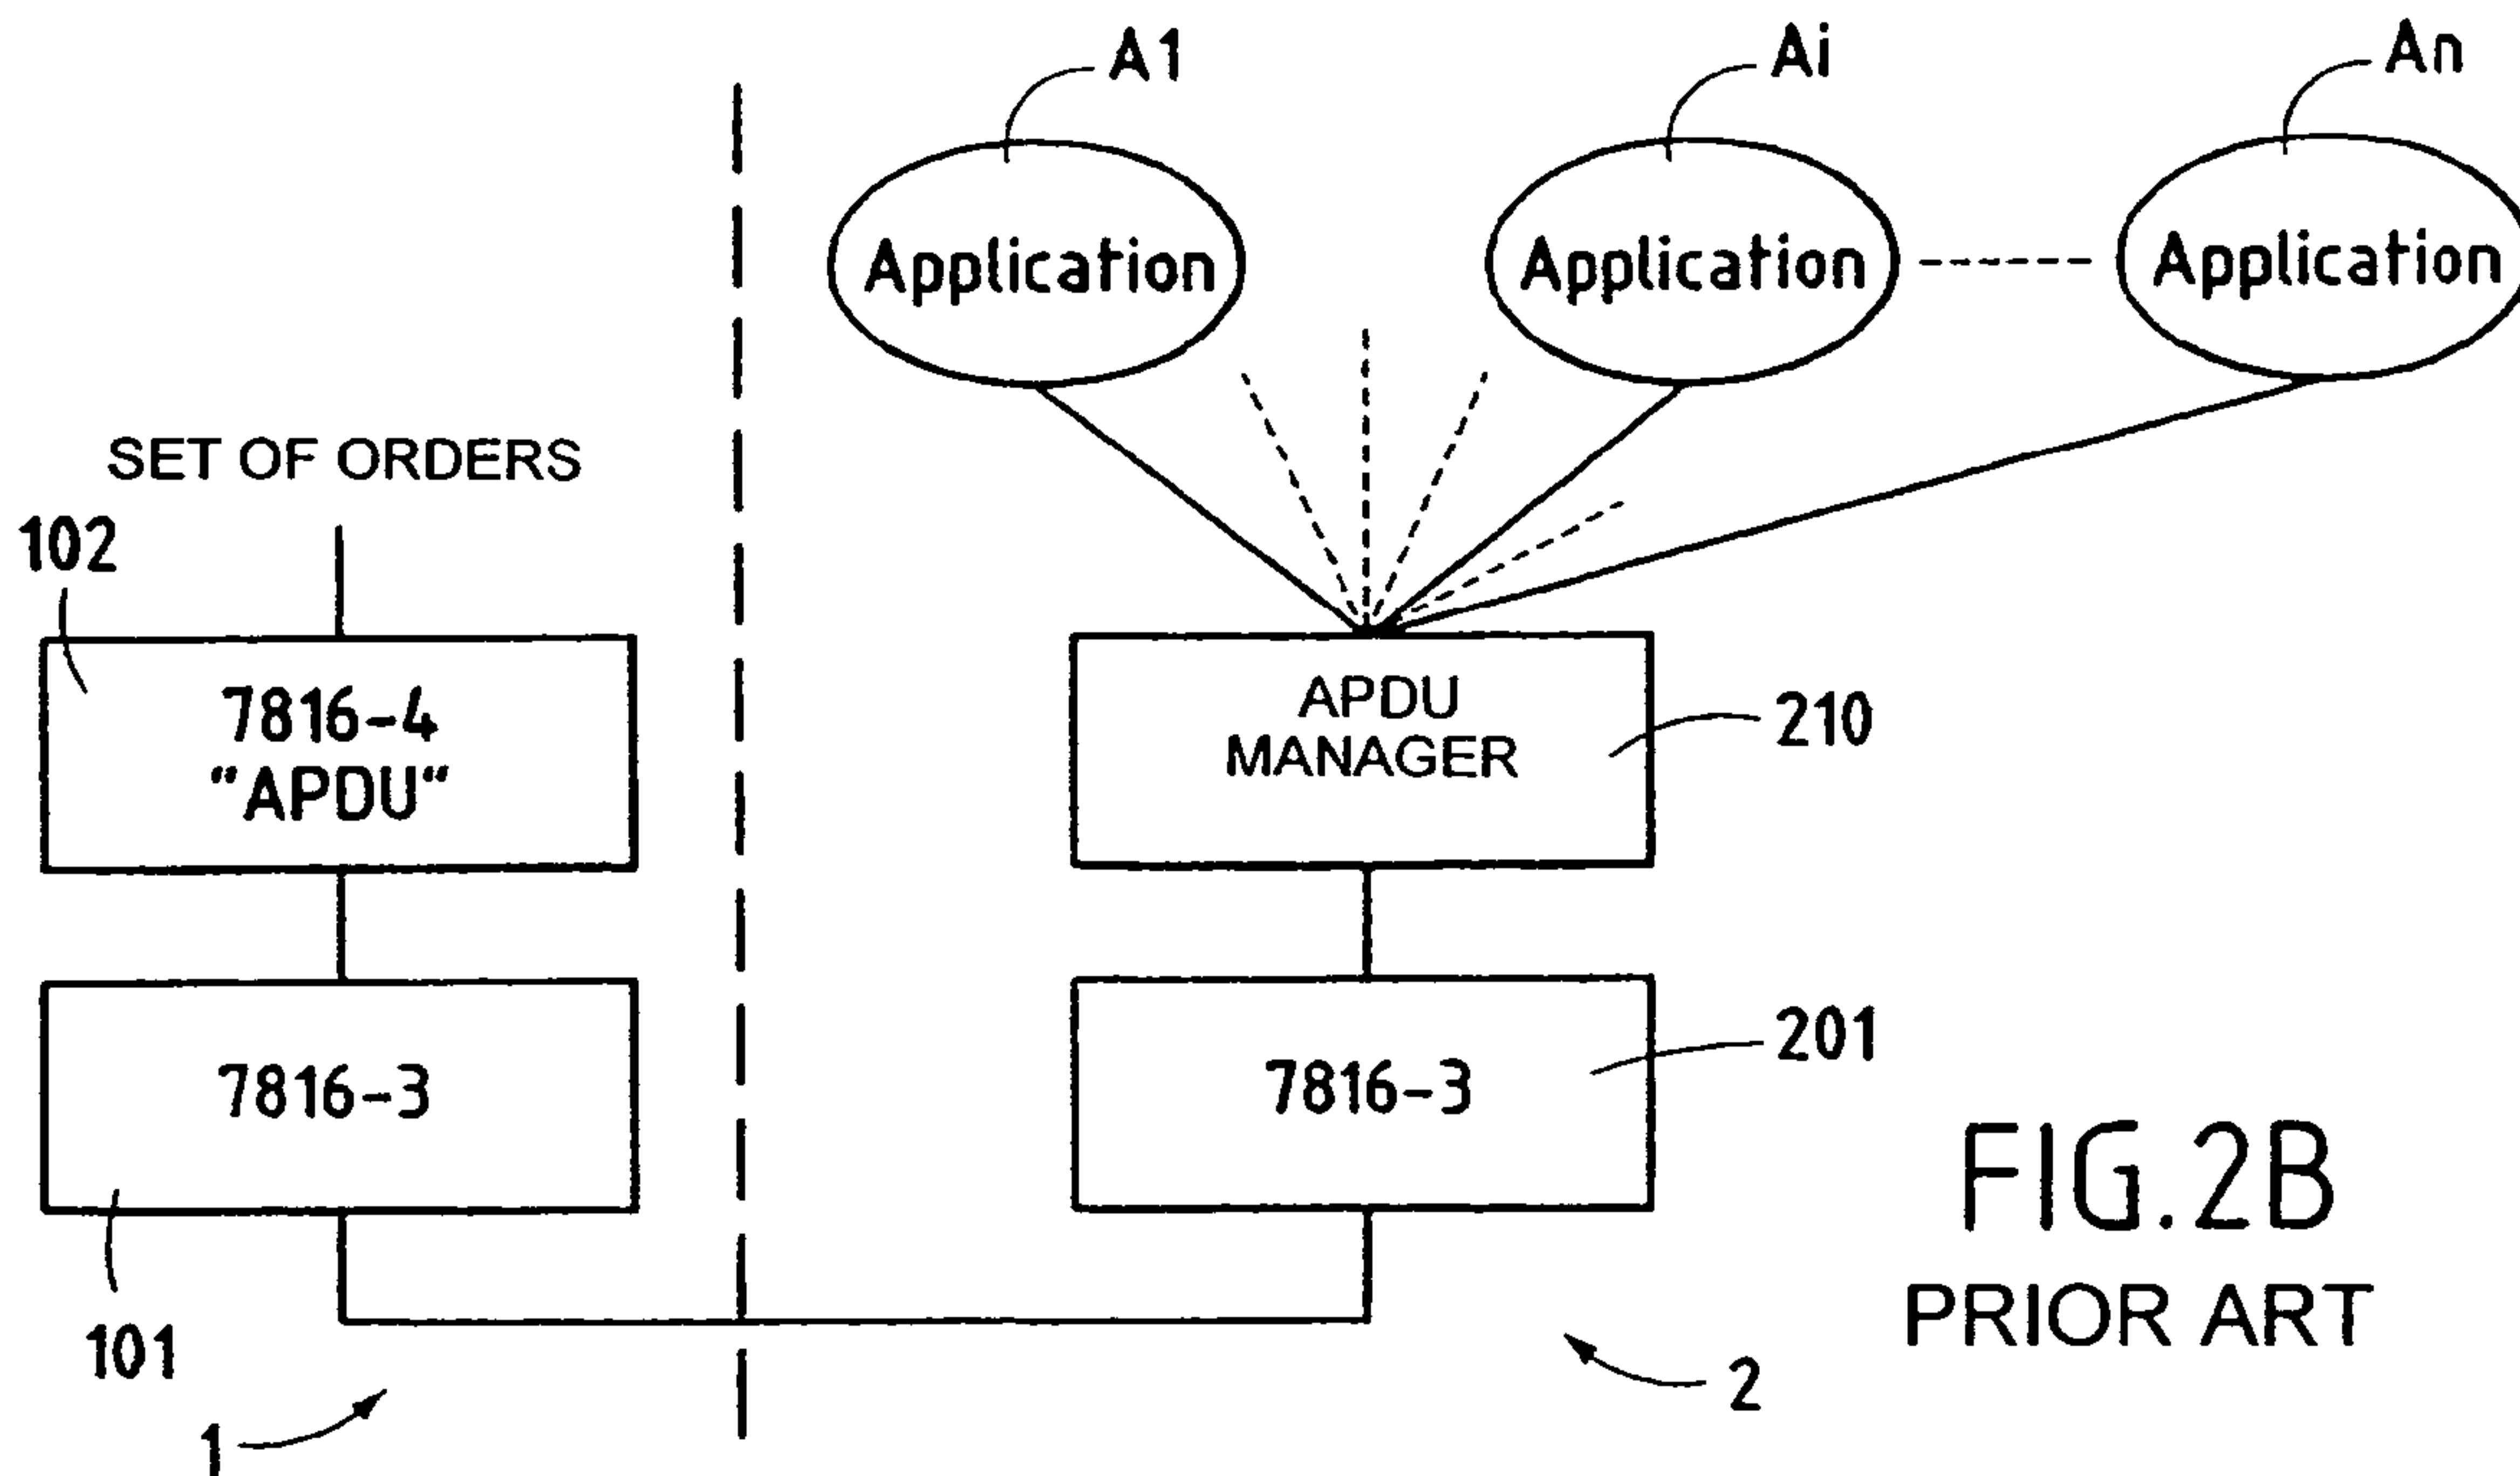 A1
Ai
An
Application
Application
Application
SET OF ORDERS
102
7816-4
"APDU"
APDU
MANAGER
210
7816-3
7816-3
201
101
1
2
FIG.2B
PRIOR ART